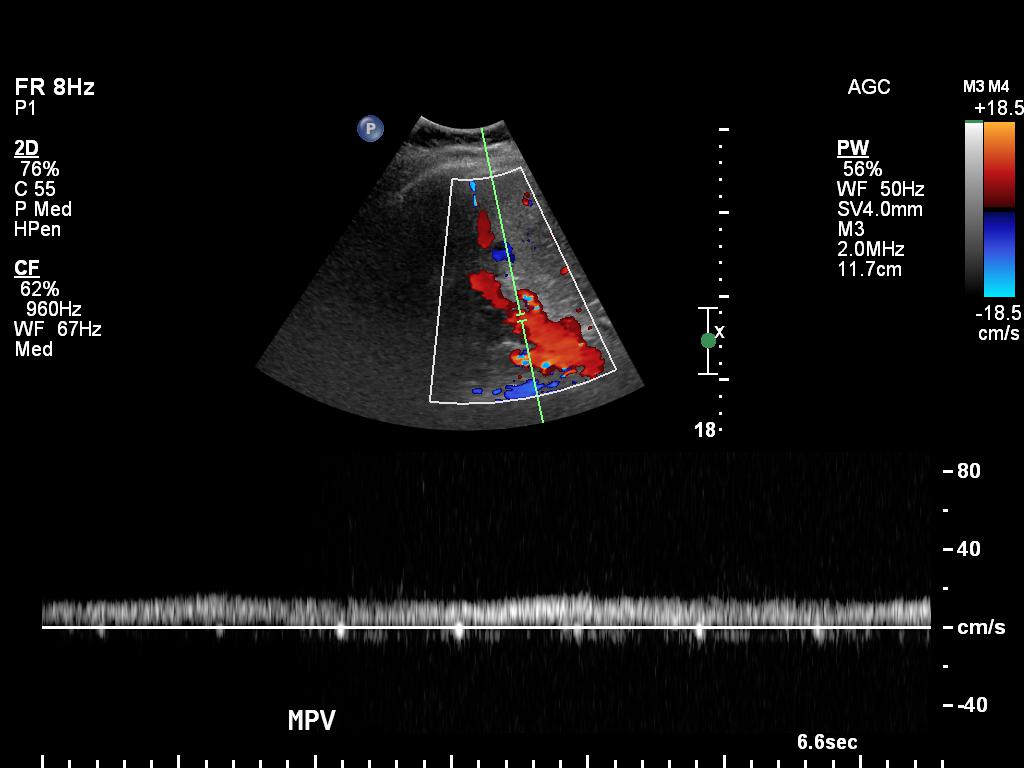 FR 8Hz
P1
2D
76%
C 55
P Med
HPen
CF
62%
960Hz
WF 67Hz
Med
P
AGC
M3 M4
+18.5
PW
56%
WF 50Hz
SV4.0mm
M3
2.0MHz
11.7cm
-18.5
cm/s
x
18
80
40
cm/s
-40
MPV
6.6sec